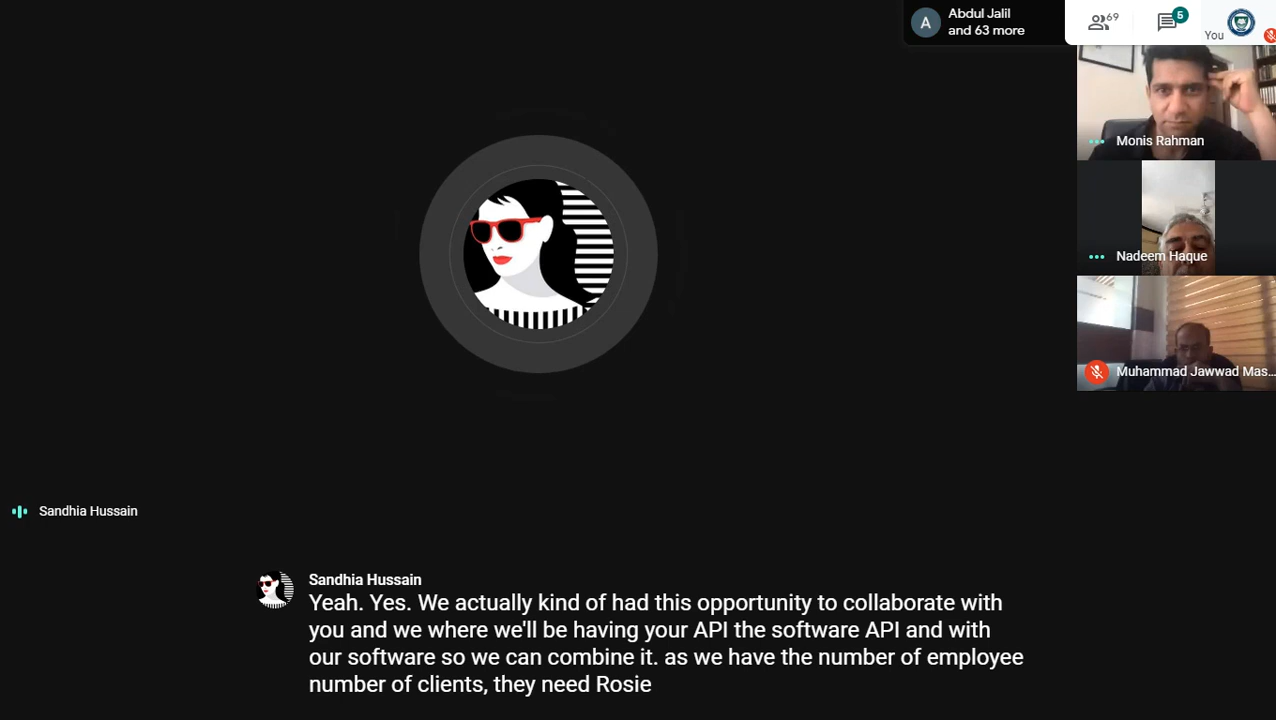 Abdul Jalil
A
and 63 more
69
5
You
Monis Rahman
Nadeem Haque
Muhammad Jawwad Mas...
Sandhia Hussain
Sandhia Hussain
Yeah. Yes. We actually kind of had this opportunity to collaborate with
you and we where we'll be having your API the software API and with
our software so we can combine it. as we have the number of employee
number of clients, they need Rosie